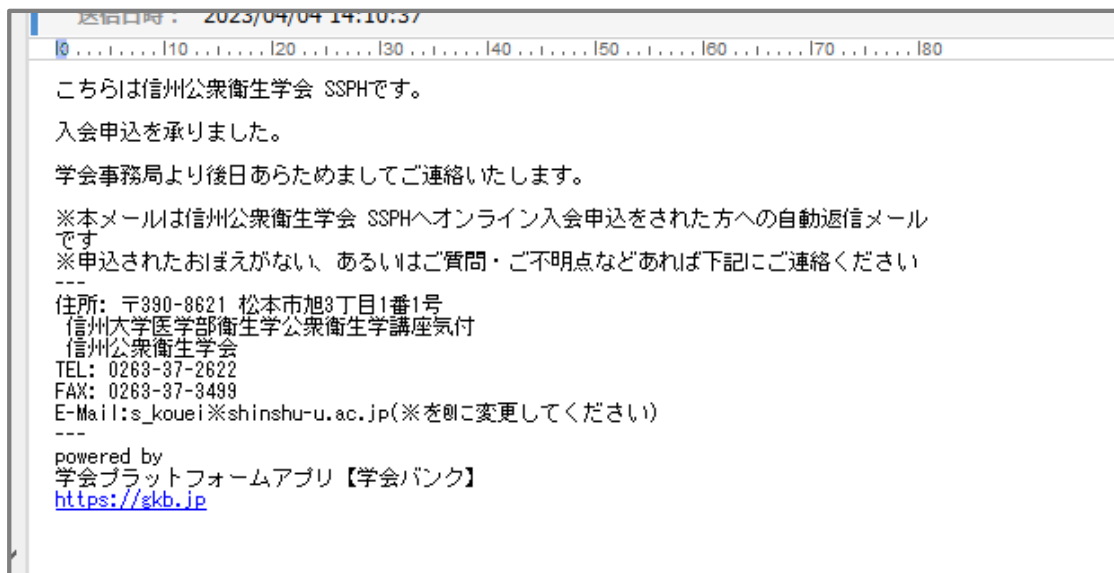 送信日時： 2023/04/04 14:10:37
|0........|10........|20........|30........|40........|50........|60........|70........|80
こちらは信州公衆衛生学会 SSPHです。
入会申込を承りました。
学会事務局より後日あらためましてご連絡いたします。
※本メールは信州公衆衛生学会 SSPHへオンライン入会申込をされた方への自動返信メール
です
※申込されたおぼえがない、あるいはご質問・ご不明点などあれば下記にご連絡ください
---
住所: 〒390-8621 松本市旭3丁目1番1号
信州大学医学部衛生学公衆衛生学講座気付
信州公衆衛生学会
TEL: 0263-37-2622
FAX: 0263-37-3499
E-Mail:s_kouei※shinshu-u.ac.jp(※を@に変更してください)
---
powered by
学会プラットフォームアプリ【学会バンク】
https://gkb.jp